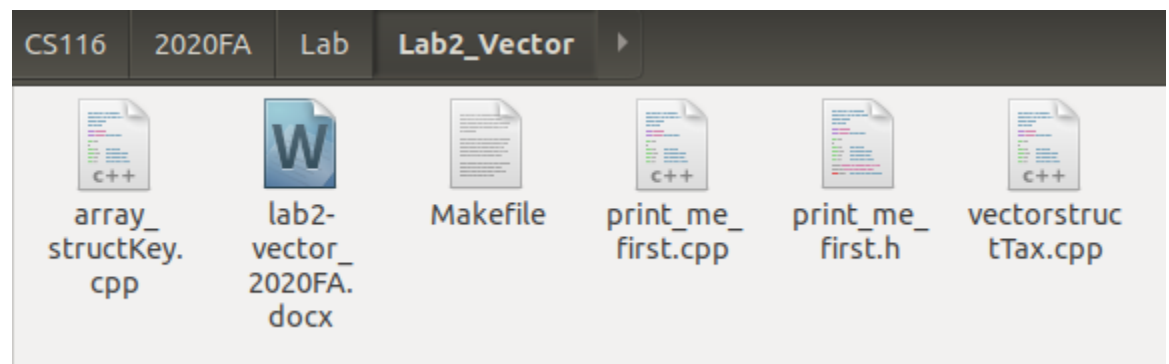 CS116 2020FA Lab Lab2_Vector
c++ W c++ c++
array_ lab2- Makefile print_me_ print_me_ vectorstruc
structKey. vector_ first.cpp first.h tTax.cpp
cpp 2020FA.
docx